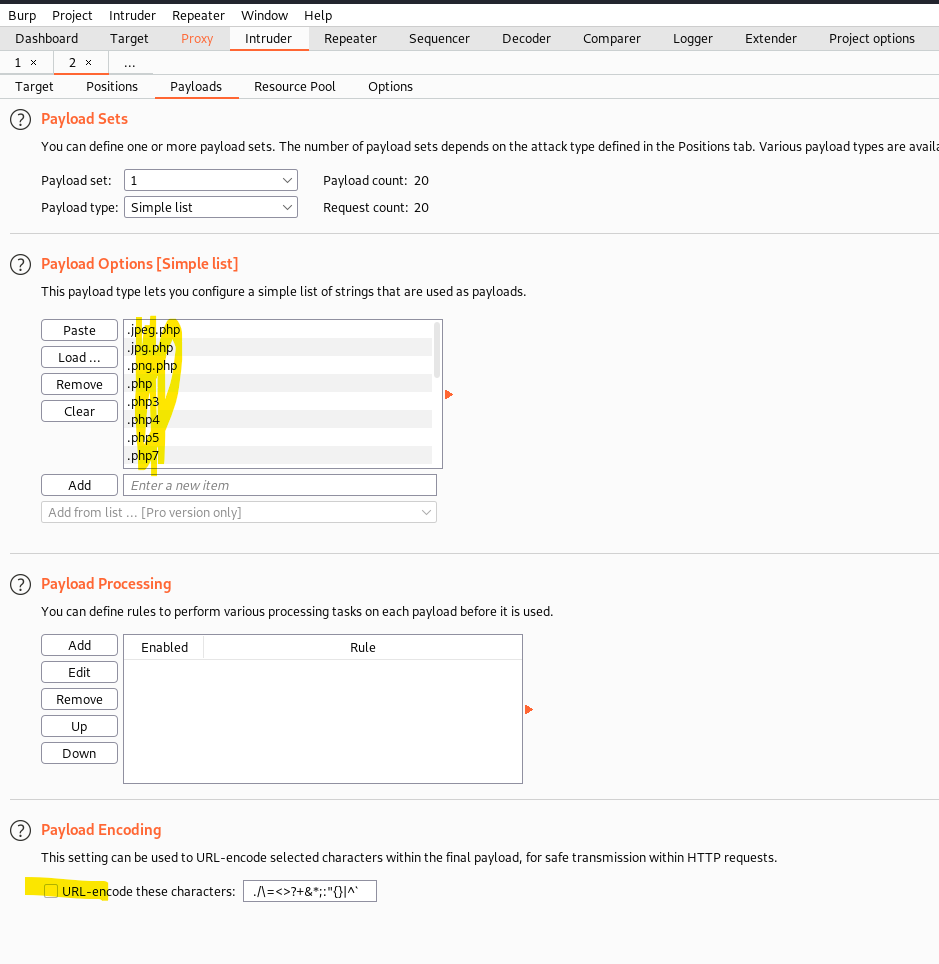 Burp Project Intruder Repeater Window Help
Dashboard Target Proxy Intruder Repeater Sequencer Decoder Comparer Logger Extender Project options
1 × 2 × ...
Target Positions Payloads Resource Pool Options
? Payload Sets
You can define one or more payload sets. The number of payload sets depends on the attack type defined in the Positions tab. Various payload types are availa
Payload set: 1 Payload count: 20
Payload type: Simple list Request count: 20
? Payload Options [Simple list]
This payload type lets you configure a simple list of strings that are used as payloads.
Paste .jpeg.php
.jpg.php
Load ... .png.php
Remove .php
.php3
Clear .php4
.php5
.php7
Add Enter a new item
Add from list ... [Pro version only]
? Payload Processing
You can define rules to perform various processing tasks on each payload before it is used.
Add Enabled Rule
Edit
Remove
Up
Down
? Payload Encoding
This setting can be used to URL-encode selected characters within the final payload, for safe transmission within HTTP requests.
URL-encode these characters: ./\=<>?+&*;:"{}|^`